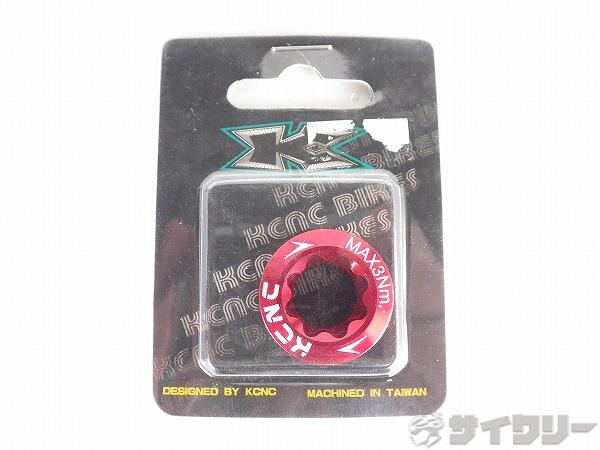 KCNC BIKES
KCNC BIKES
KCNC BIKES
MAX3Nm.
KCNC
DESIGNED BY KCNC
MACHINED IN TAIWAN
サイクリー